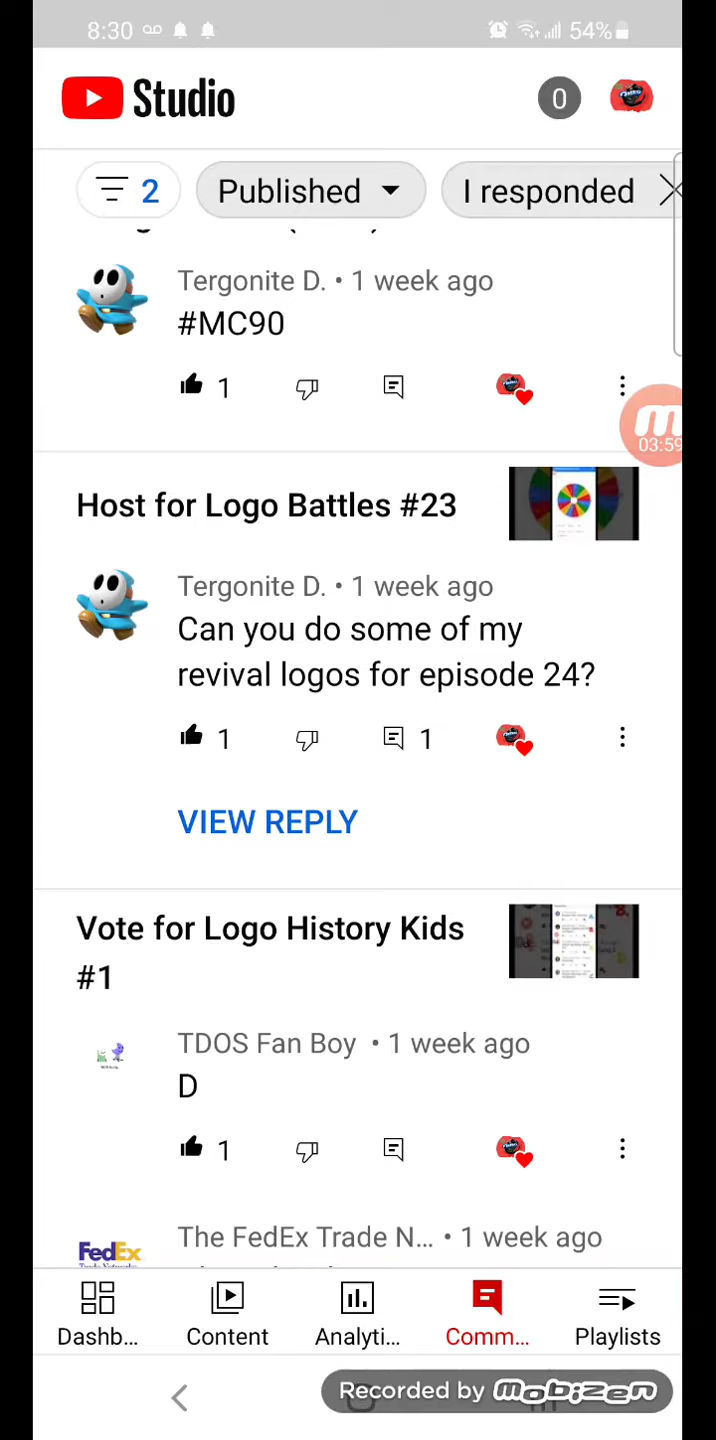 8:30 54%
Studio 0
2 Published I responded
Tergonite D. • 1 week ago
#MC90
1
03:59
Host for Logo Battles #23
Tergonite D. • 1 week ago
Can you do some of my
revival logos for episode 24?
1 1
VIEW REPLY
Vote for Logo History Kids
#1
TDOS Fan Boy • 1 week ago
D
1
FedEx
The FedEx Trade N... • 1 week ago
Dashb... Content Analyti... Comm... Playlists
Recorded by mobizen